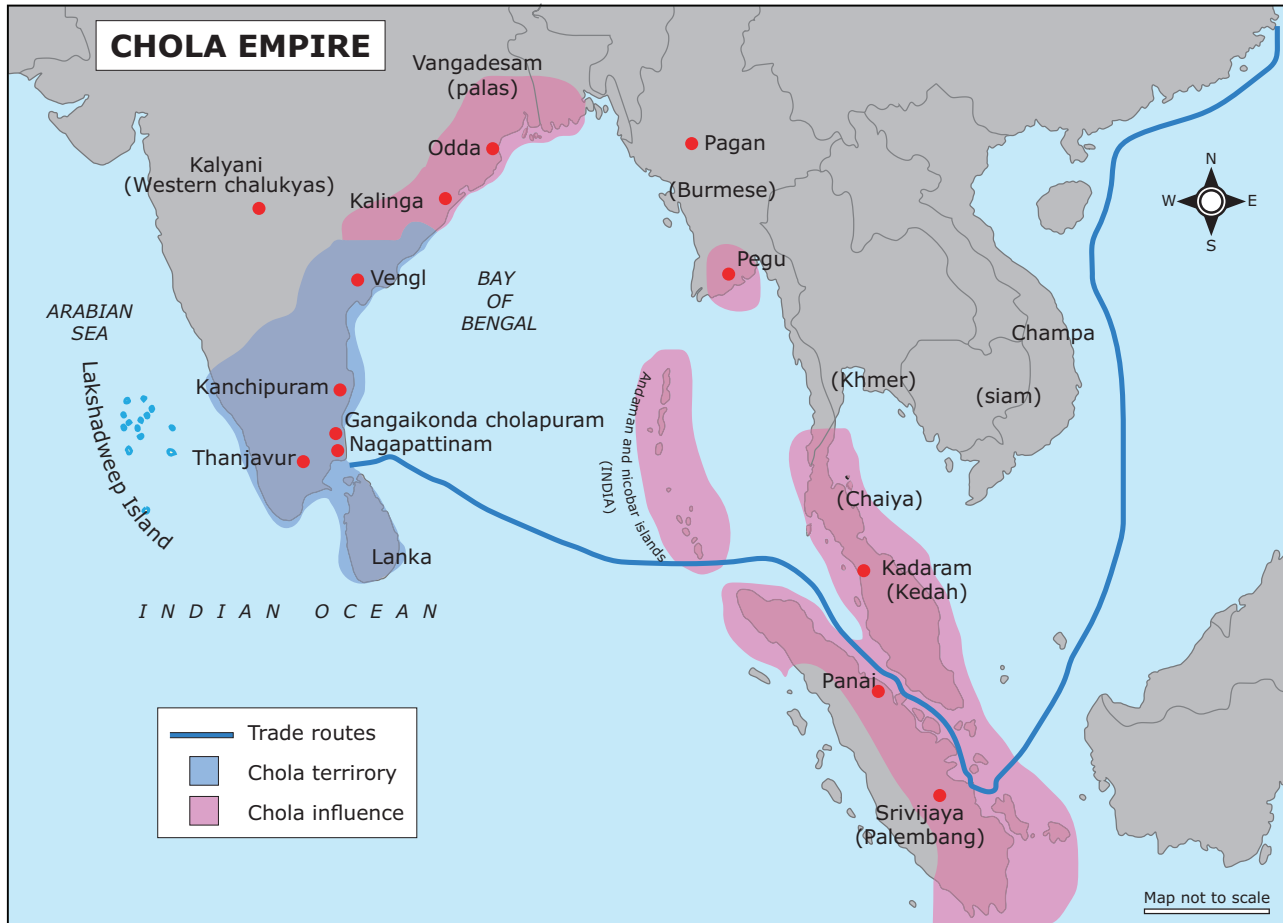 CHOLA EMPIRE
Vangadesam
(palas)
Odda
Kalyani
(Western chalukyas)
Kalinga
Pagan
(Burmese)
N
W
E
S
Vengl
BAY
OF
BENGAL
Pegu
ARABIAN
SEA
Champa
Lakshadweep Island
Kanchipuram
Andaman and nicobar islands
(INDIA)
(Khmer)
(siam)
Gangaikonda cholapuram
Nagapattinam
Thanjavur
(Chaiya)
Lanka
Kadaram
(Kedah)
INDIAN OCEAN
Panai
Trade routes
Chola terrirory
Chola influence
Srivijaya
(Palembang)
Map not to scale